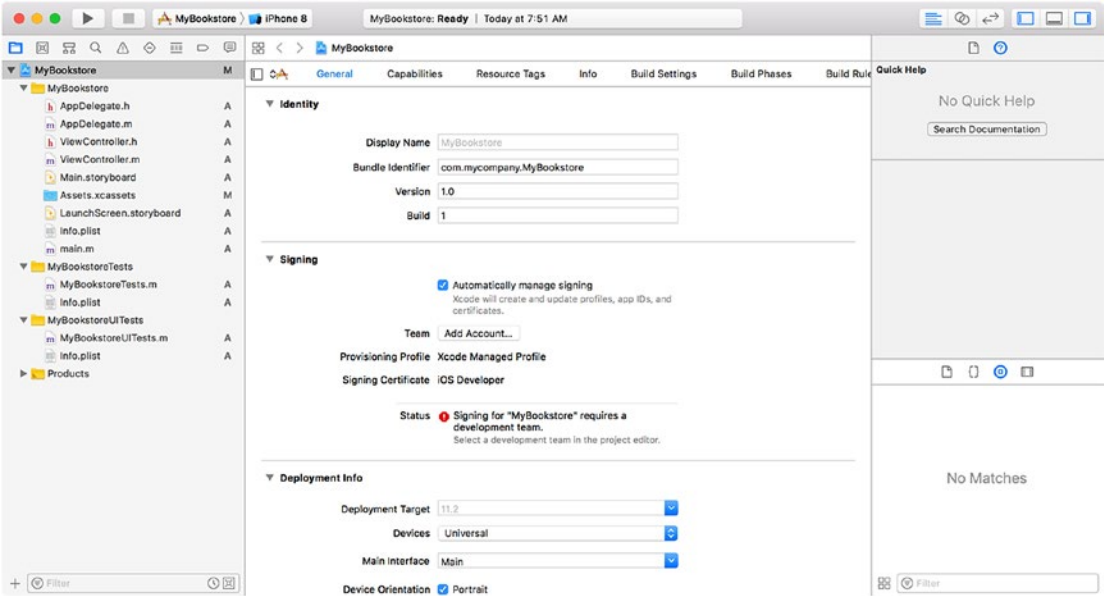 MyBookstore
iPhone 8
MyBookstore: Ready | Today at 7:51 AM
MyBookstore M
MyBookstore
AppDelegate.h A
AppDelegate.m A
ViewController.h A
ViewController.m A
Main.storyboard A
Assets.xcassets M
LaunchScreen.storyboard A
Info.plist A
main.m A
MyBookstoreTests
MyBookstoreTests.m A
Info.plist A
MyBookstoreUITests
MyBookstoreUITests.m A
Info.plist A
Products
Filter
MyBookstore
General Capabilities Resource Tags Info Build Settings Build Phases Build Rule
Identity
Display Name MyBookstore
Bundle Identifier com.mycompany.MyBookstore
Version 1.0
Build 1
Signing
Automatically manage signing
Xcode will create and update profiles, app IDs, and
certificates.
Team Add Account...
Provisioning Profile Xcode Managed Profile
Signing Certificate iOS Developer
Status Signing for "MyBookstore" requires a
development team.
Select a development team in the project editor.
Deployment Info
Deployment Target 11.2
Devices Universal
Main Interface Main
Device Orientation Portrait
Quick Help
No Quick Help
Search Documentation
No Matches
Filter